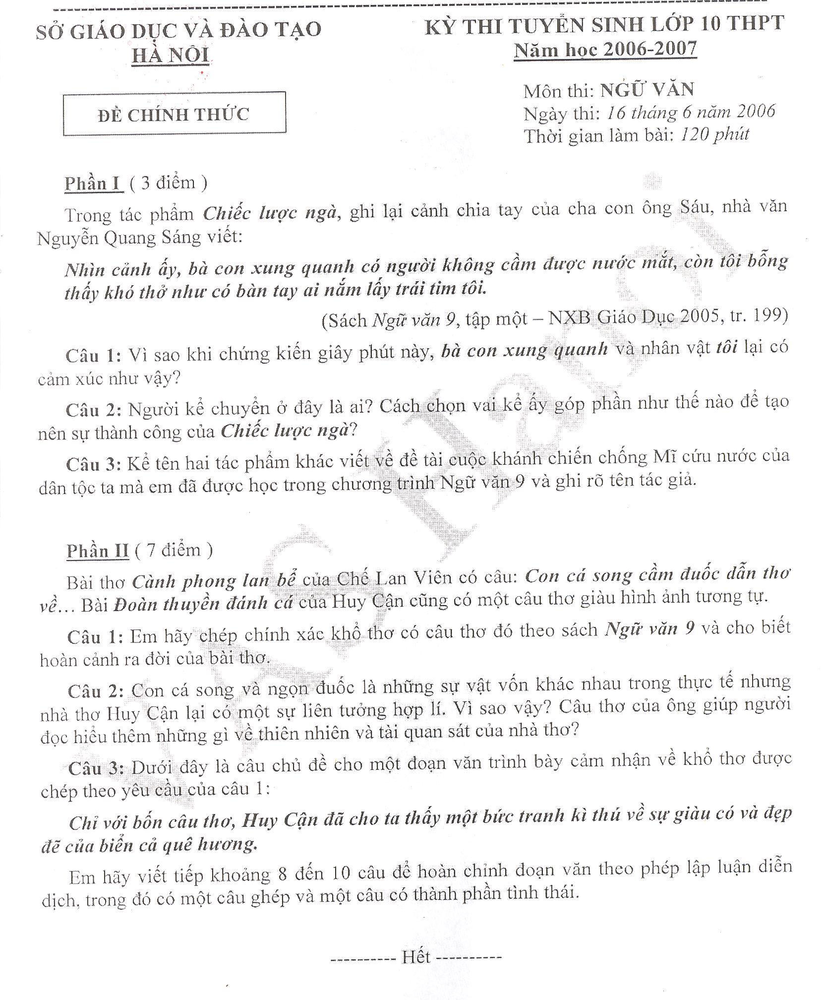 SỞ GIÁO DỤC VÀ ĐÀO TẠO
HÀ NỘI
KỲ THI TUYỂN SINH LỚP 10 THPT
Năm học 2006-2007
ĐỀ CHÍNH THỨC
Môn thi: NGỮ VĂN
Ngày thi: 16 tháng 6 năm 2006
Thời gian làm bài: 120 phút
Phần I ( 3 điểm )
Trong tác phẩm Chiếc lược ngà, ghi lại cảnh chia tay của cha con ông Sáu, nhà văn
Nguyễn Quang Sáng viết:
Nhìn cảnh ấy, bà con xung quanh có người không cầm được nước mắt, còn tôi bỗng
thấy khó thở như có bàn tay ai nắm lấy trái tim tôi.
(Sách Ngữ văn 9, tập một – NXB Giáo Dục 2005, tr. 199)
Câu 1: Vì sao khi chứng kiến giây phút này, bà con xung quanh và nhân vật tôi lại có
cảm xúc như vậy?
Câu 2: Người kể chuyển ở đây là ai? Cách chọn vai kể ấy góp phần như thế nào để tạo
nên sự thành công của Chiếc lược ngà?
Câu 3: Kể tên hai tác phẩm khác viết về đề tài cuộc khánh chiến chống Mĩ cứu nước của
dân tộc ta mà em đã được học trong chương trình Ngữ văn 9 và ghi rõ tên tác giả.
Phần II ( 7 điểm )
Bài thơ Cành phong lan bể của Chế Lan Viên có câu: Con cá song cầm đuốc dẫn thơ
về... Bài Đoàn thuyền đánh cá của Huy Cận cũng có một câu thơ giàu hình ảnh tương tự.
Câu 1: Em hãy chép chính xác khổ thơ có câu thơ đó theo sách Ngữ văn 9 và cho biết
hoàn cảnh ra đời của bài thơ.
Câu 2: Con cá song và ngọn đuốc là những sự vật vốn khác nhau trong thực tế nhưng
nhà thơ Huy Cận lại có một sự liên tưởng hợp lí. Vì sao vậy? Câu thơ của ông giúp người
đọc hiểu thêm những gì về thiên nhiên và tài quan sát của nhà thơ?
Câu 3: Dưới đây là câu chủ đề cho một đoạn văn trình bày cảm nhận về khổ thơ được
chép theo yêu cầu của câu 1:
Chỉ với bốn câu thơ, Huy Cận đã cho ta thấy một bức tranh kì thú về sự giàu có và đẹp
đẽ của biển cả quê hương.
Em hãy viết tiếp khoảng 8 đến 10 câu để hoàn chỉnh đoạn văn theo phép lập luận diễn
dịch, trong đó có một câu ghép và một câu có thành phần tình thái.
---------- Hết ----------